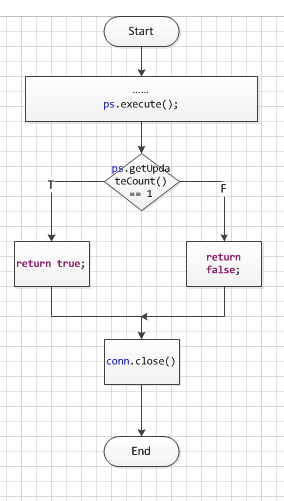 Start
......
ps.execute();
ps.getUpda
teCount()
== 1
T
F
return true;
return
false;
conn.close()
End